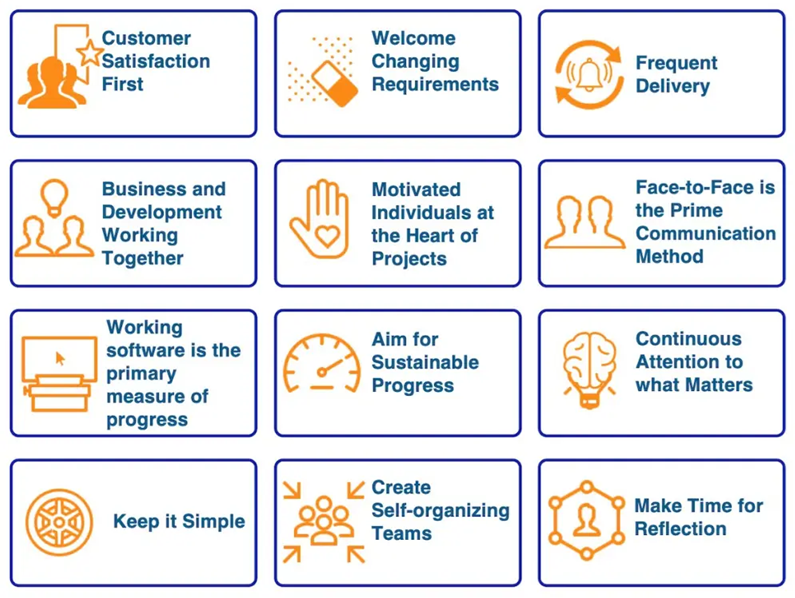 Customer
Satisfaction
First
Welcome
Changing
Requirements
Frequent
Delivery
Business and
Development
Working
Together
Motivated
Individuals at
the Heart of
Projects
Face-to-Face is
the Prime
Communication
Method
Working
software is the
primary
measure of
progress
Aim for
Sustainable
Progress
Continuous
Attention to
what Matters
Keep it Simple
Create
Self-organizing
Teams
Make Time for
Reflection